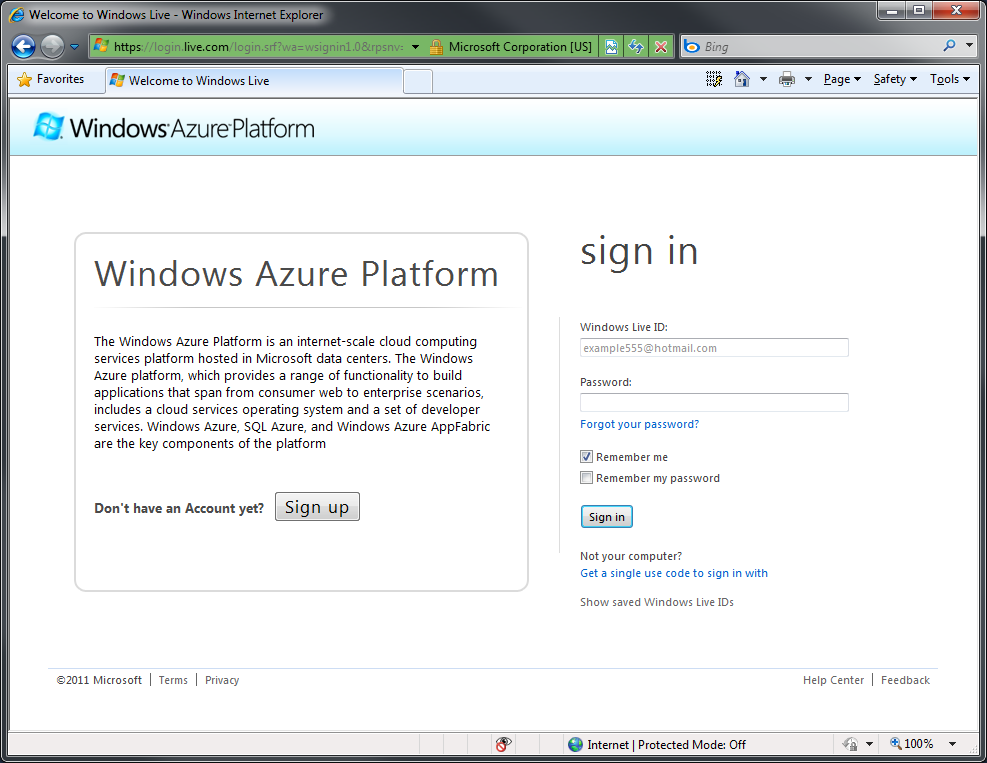 Welcome to Windows Live - Windows Internet Explorer
https://login.live.com/login.srf?wa=wsignin1.0&rpsnv=
Microsoft Corporation [US]
Bing
Favorites
Welcome to Windows Live
Page
Safety
Tools
Windows Azure Platform
Windows Azure Platform
The Windows Azure Platform is an internet-scale cloud computing
services platform hosted in Microsoft data centers. The Windows
Azure platform, which provides a range of functionality to build
applications that span from consumer web to enterprise scenarios,
includes a cloud services operating system and a set of developer
services. Windows Azure, SQL Azure, and Windows Azure AppFabric
are the key components of the platform
Don't have an Account yet?
Sign up
sign in
Windows Live ID:
example555@hotmail.com
Password:
Forgot your password?
Remember me
Remember my password
Sign in
Not your computer?
Get a single use code to sign in with
Show saved Windows Live IDs
©2011 Microsoft
Terms
Privacy
Help Center
Feedback
Internet | Protected Mode: Off
100%